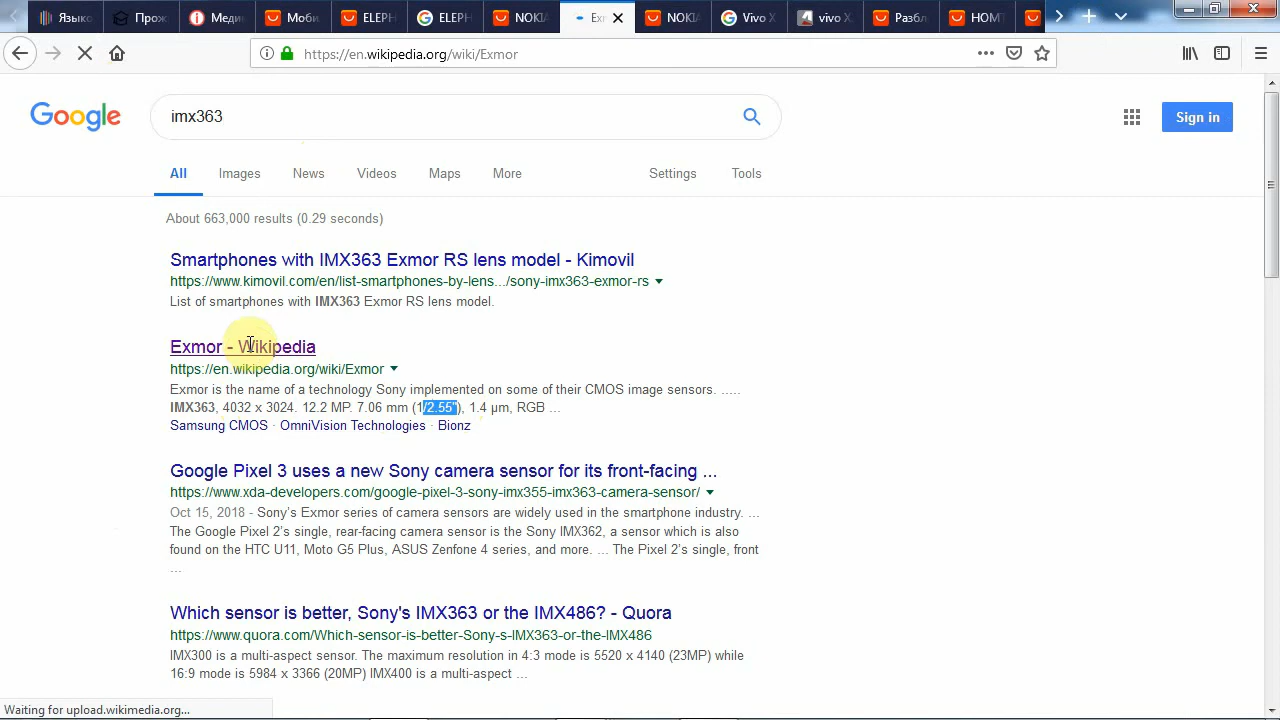 Языко
Прож
Меди
Моби
ELEPH
ELEPH
NOKIA
Exm
NOKIA
Vivo X
vivo X
Разбл
HOMT
https://en.wikipedia.org/wiki/Exmor
Google
imx363
Sign in
All Images News Videos Maps More Settings Tools
About 663,000 results (0.29 seconds)
Smartphones with IMX363 Exmor RS lens model - Kimovil
https://www.kimovil.com/en/list-smartphones-by-lens.../sony-imx363-exmor-rs
List of smartphones with IMX363 Exmor RS lens model.
Exmor - Wikipedia
https://en.wikipedia.org/wiki/Exmor
Exmor is the name of a technology Sony implemented on some of their CMOS image sensors. .....
IMX363, 4032 x 3024. 12.2 MP. 7.06 mm (1/2.55"), 1.4 μm, RGB ...
Samsung CMOS · OmniVision Technologies · Bionz
Google Pixel 3 uses a new Sony camera sensor for its front-facing ...
https://www.xda-developers.com/google-pixel-3-sony-imx355-imx363-camera-sensor/
Oct 15, 2018 - Sony's Exmor series of camera sensors are widely used in the smartphone industry. ...
The Google Pixel 2's single, rear-facing camera sensor is the Sony IMX362, a sensor which is also
found on the HTC U11, Moto G5 Plus, ASUS Zenfone 4 series, and more. ... The Pixel 2's single, front
...
Which sensor is better, Sony's IMX363 or the IMX486? - Quora
https://www.quora.com/Which-sensor-is-better-Sony-s-IMX363-or-the-IMX486
IMX300 is a multi-aspect sensor. The maximum resolution in 4:3 mode is 5520 x 4140 (23MP) while
16:9 mode is 5984 x 3366 (20MP) IMX400 is a multi-aspect ...
Waiting for upload.wikimedia.org...